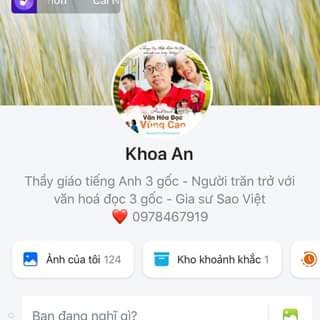 Văn Hóa Đọc
Vùng Cao
Khoa An
Thầy giáo tiếng Anh 3 gốc - Người trăn trở với
văn hoá đọc 3 gốc - Gia sư Sao Việt
❤️ 0978467919
Ảnh của tôi 124
Kho khoảnh khắc 1
Bạn đang nghĩ gì?